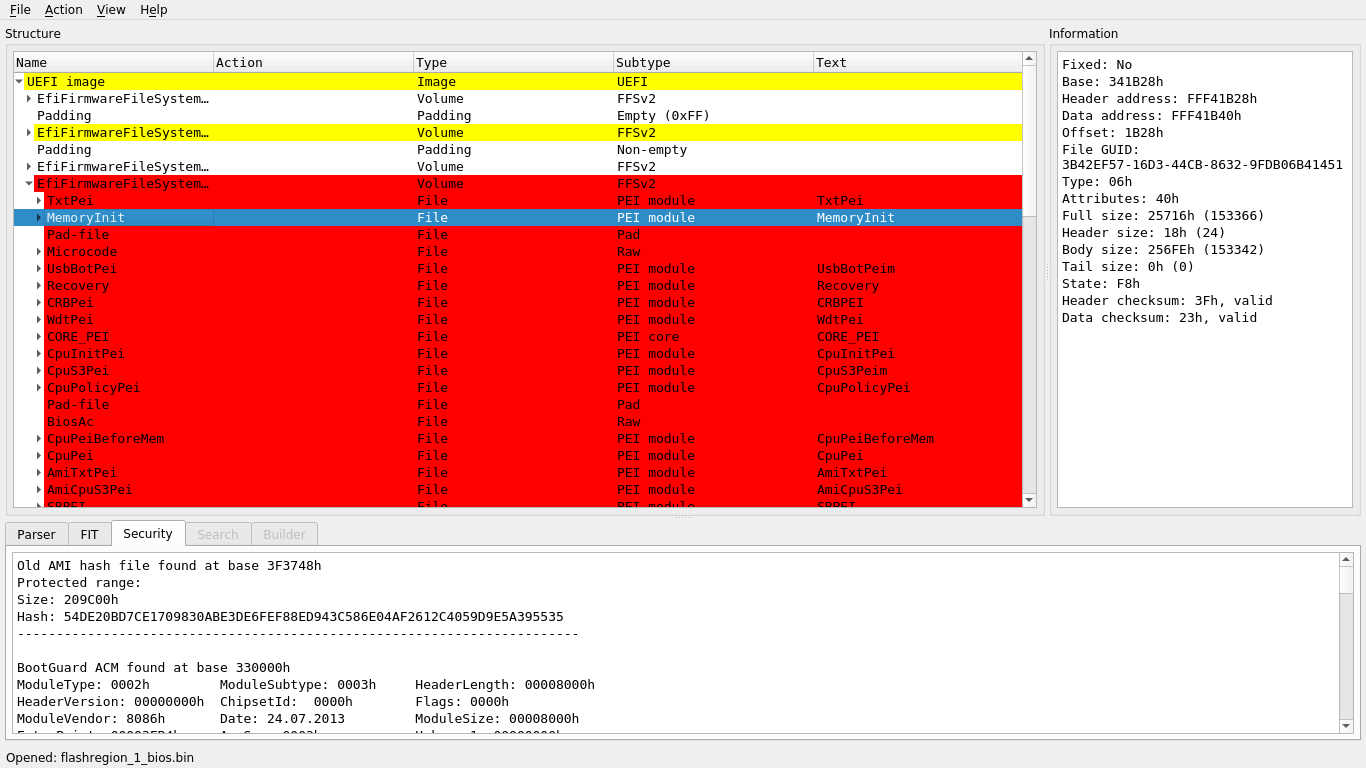 File Action View Help
Structure
Name Action Type Subtype Text
UEFI image Image UEFI
EfiFirmwareFileSystem… Volume FFSv2
Padding Padding Empty (0xFF)
EfiFirmwareFileSystem… Volume FFSv2
Padding Padding Non-empty
EfiFirmwareFileSystem… Volume FFSv2
EfiFirmwareFileSystem… Volume FFSv2
TxtPei File PEI module TxtPei
MemoryInit File PEI module MemoryInit
Pad-file File Pad
Microcode File Raw
UsbBotPei File PEI module UsbBotPeim
Recovery File PEI module Recovery
CRBPei File PEI module CRBPEI
WdtPei File PEI module WdtPei
CORE_PEI File PEI core CORE_PEI
CpuInitPei File PEI module CpuInitPei
CpuS3Pei File PEI module CpuS3Peim
CpuPolicyPei File PEI module CpuPolicyPei
Pad-file File Pad
BiosAc File Raw
CpuPeiBeforeMem File PEI module CpuPeiBeforeMem
CpuPei File PEI module CpuPei
AmiTxtPei File PEI module AmiTxtPei
AmiCpuS3Pei File PEI module AmiCpuS3Pei
SBPEI File PEI module SBPEI
Information
Fixed: No
Base: 341B28h
Header address: FFF41B28h
Data address: FFF41B40h
Offset: 1B28h
File GUID:
3B42EF57-16D3-44CB-8632-9FDB06B41451
Type: 06h
Attributes: 40h
Full size: 25716h (153366)
Header size: 18h (24)
Body size: 256FEh (153342)
Tail size: 0h (0)
State: F8h
Header checksum: 3Fh, valid
Data checksum: 23h, valid
Parser FIT Security Search Builder
Old AMI hash file found at base 3F3748h
Protected range:
Size: 209C00h
Hash: 54DE20BD7CE1709830ABE3DE6FEF88ED943C586E04AF2612C4059D9E5A395535
------------------------------------------------------------------------
BootGuard ACM found at base 330000h
ModuleType: 0002h ModuleSubtype: 0003h HeaderLength: 00008000h
HeaderVersion: 00000000h ChipsetId: 0000h Flags: 0000h
ModuleVendor: 8086h Date: 24.07.2013 ModuleSize: 00008000h
Opened: flashregion_1_bios.bin